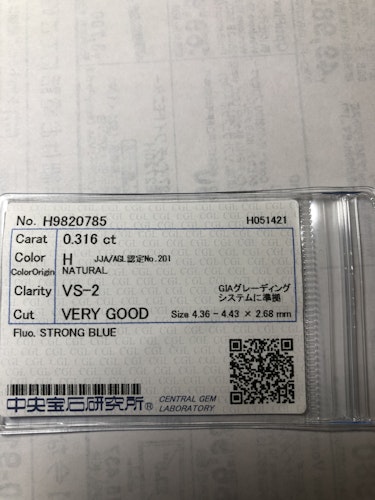 No. H9820785 H051421
Carat 0.316 ct
Color H JJA/AGL認定No.201
ColorOrigin NATURAL
Clarity VS-2 GIAグレーディング
システムに準拠
Cut VERY GOOD Size 4.36 - 4.43 × 2.68 mm
Fluo. STRONG BLUE
中央宝石研究所® CENTRAL GEM
LABORATORY